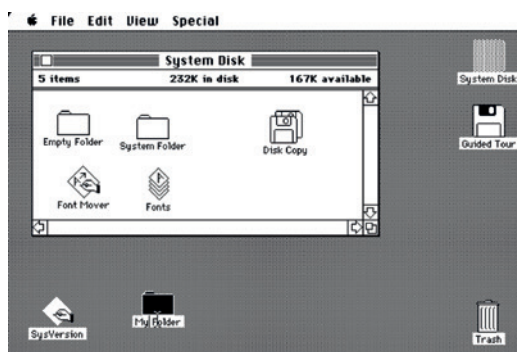 File Edit View Special
System Disk
5 items 232K in disk 167K available
Empty Folder System Folder Disk Copy
Font Mover Fonts
System Disk
Guided Tour
SysVersion My Folder Trash